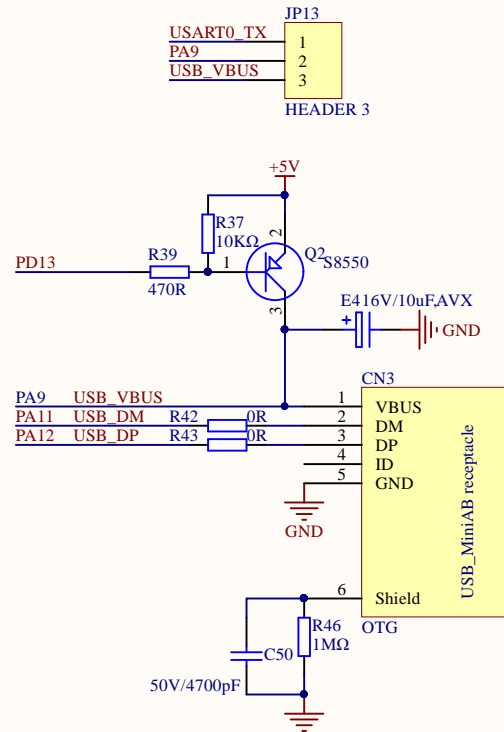 JP13
USART0_TX 1
PA9 2
USB_VBUS 3
HEADER 3
+5V
R37
10KΩ
2
Q2 S8550
R39
PD13 1
470R
3
E4 16V/10uF,AVX
+
GND
CN3
PA9 USB_VBUS 1 VBUS
PA11 USB_DM R42 0R 2 DM
PA12 USB_DP R43 0R 3 DP
4 ID
5 GND
GND
USB_MiniAB receptacle
6 Shield
OTG
R46
1MΩ
C50
50V/4700pF